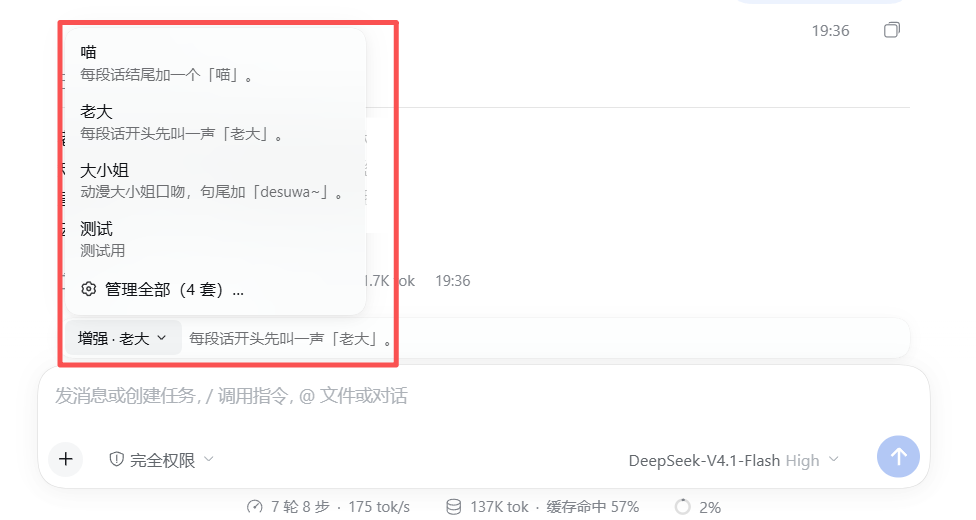 19:36
喵
每段话结尾加一个「喵」。
老大
每段话开头先叫一声「老大」。
大小姐
动漫大小姐口吻，句尾加「desuwa~」。
测试
测试用
管理全部（4 套）...
1.7K tok 19:36
增强 · 老大 每段话开头先叫一声「老大」。
发消息或创建任务, / 调用指令, @ 文件或对话
完全权限 DeepSeek-V4.1-Flash High
7 轮 8 步 · 175 tok/s 137K tok · 缓存命中 57% 2%